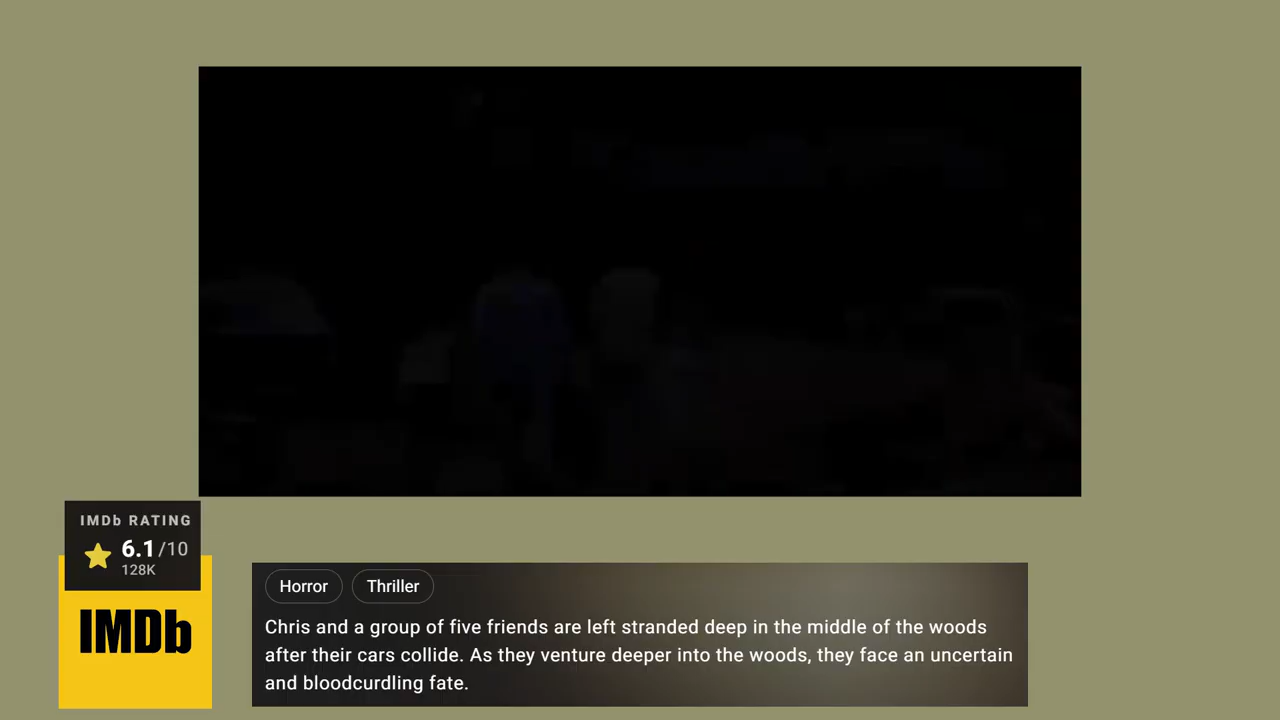 IMDb RATING
6.1/10
128K
IMDb
Horror Thriller
Chris and a group of five friends are left stranded deep in the middle of the woods
after their cars collide. As they venture deeper into the woods, they face an uncertain
and bloodcurdling fate.